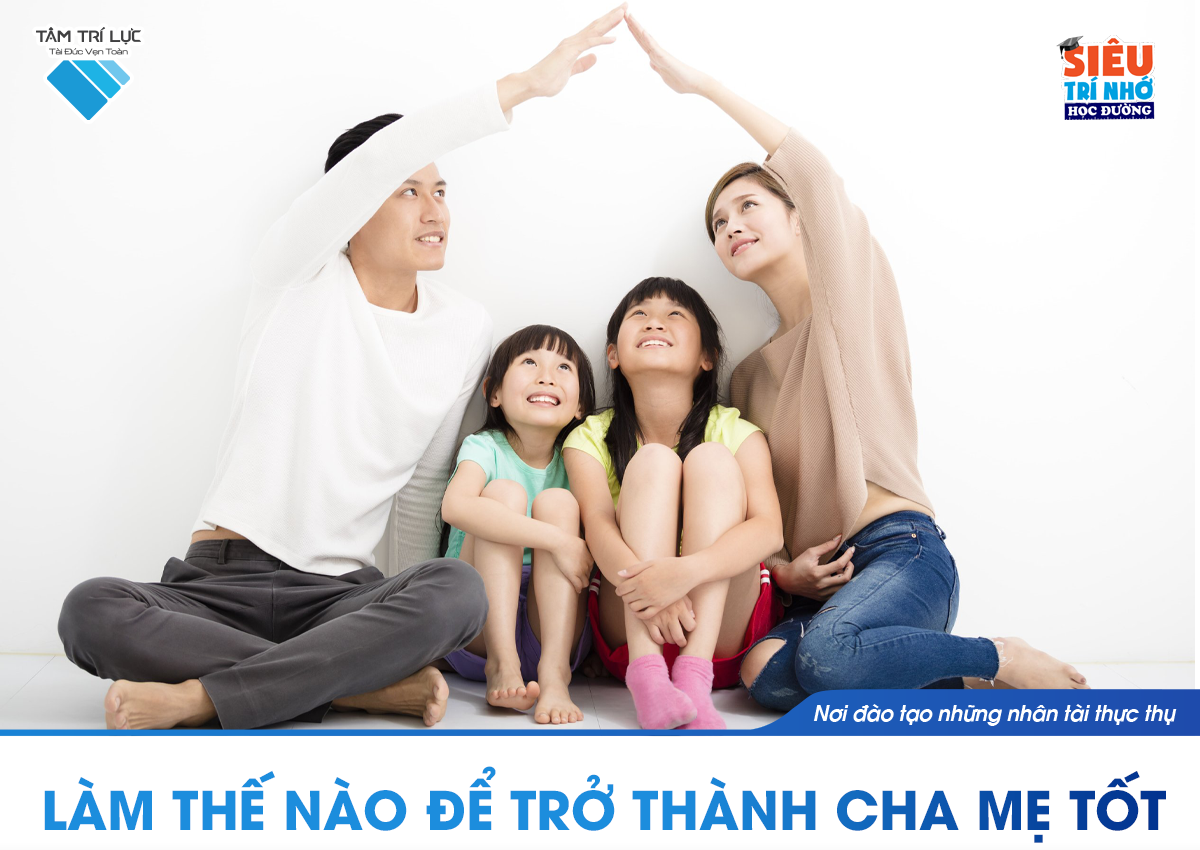 TÂM TRÍ LỰC
Tài Đức Vẹn Toàn
SIÊU
TRÍ NHỚ
HỌC ĐƯỜNG
Nơi đào tạo những nhân tài thực thụ
LÀM THẾ NÀO ĐỂ TRỞ THÀNH CHA MẸ TỐT